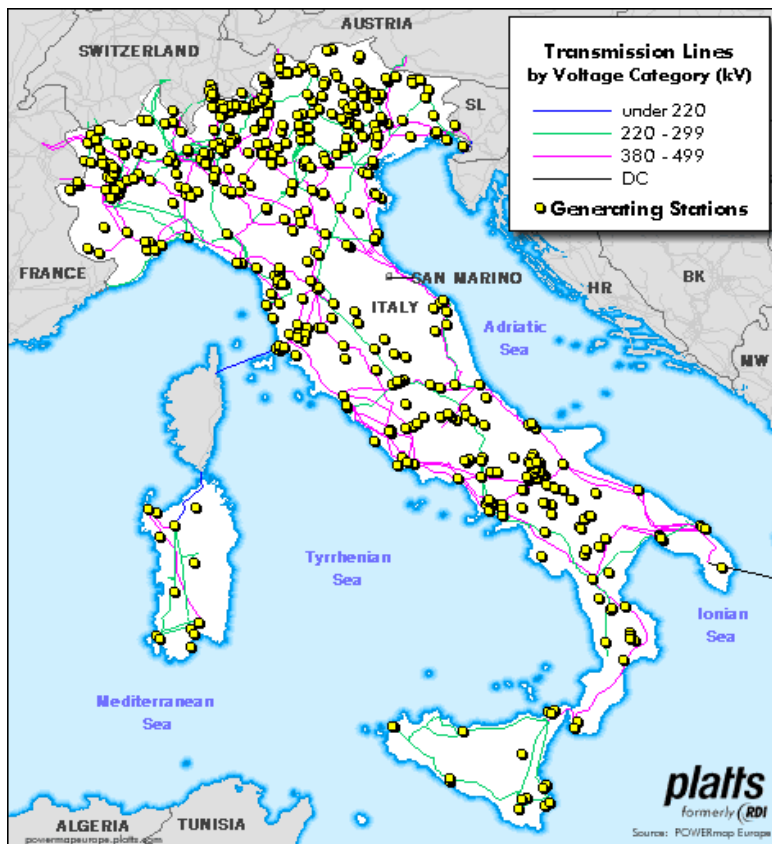 AUSTRIA
SWITZERLAND
SL
Transmission Lines
by Voltage Category (kV)
under 220
220 - 299
380 - 499
DC
Generating Stations
FRANCE
SAN MARINO
ITALY
HR
BK
Adriatic
Sea
MW
Tyrrhenian
Sea
Ionian
Sea
Mediterranean
Sea
platts
formerly RDI
ALGERIA
TUNISIA
powermapeurope.platts.com
Source: POWERmap Europe